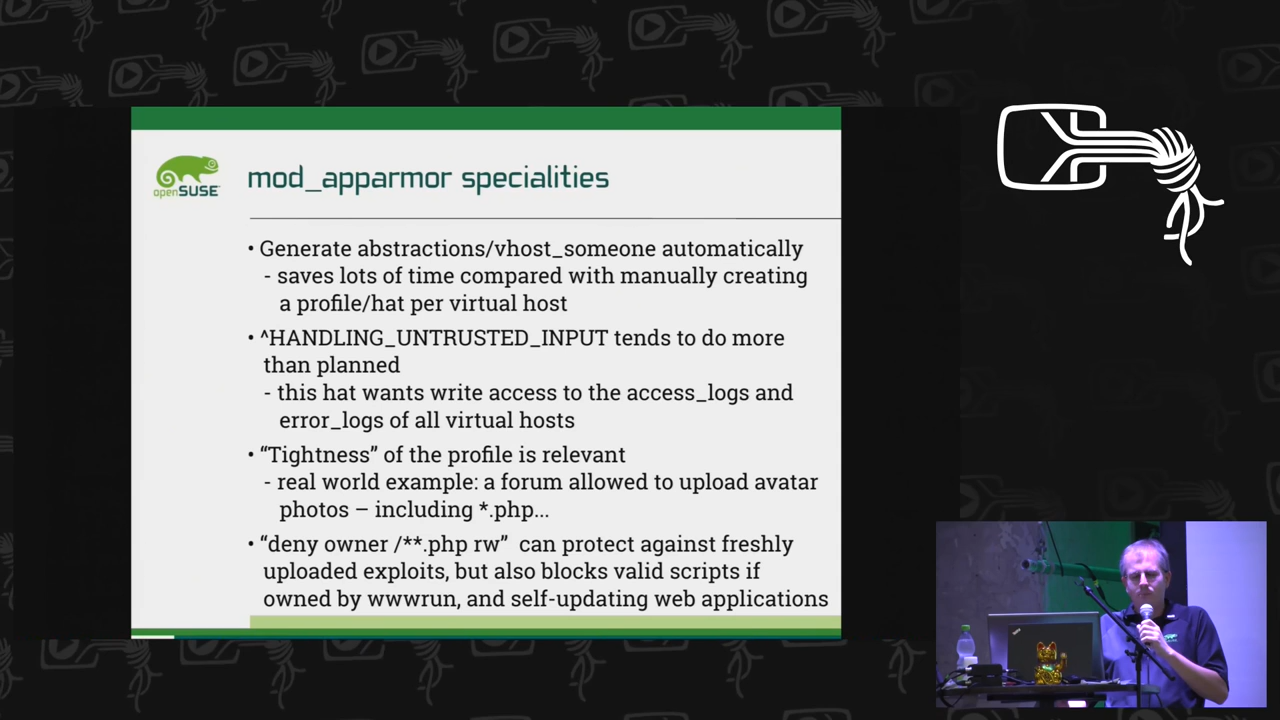 openSUSE
mod_apparmor specialities
• Generate abstractions/vhost_someone automatically
- saves lots of time compared with manually creating
a profile/hat per virtual host
• ^HANDLING_UNTRUSTED_INPUT tends to do more
than planned
- this hat wants write access to the access_logs and
error_logs of all virtual hosts
• “Tightness” of the profile is relevant
- real world example: a forum allowed to upload avatar
photos – including *.php...
• “deny owner /**.php rw” can protect against freshly
uploaded exploits, but also blocks valid scripts if
owned by wwwrun, and self-updating web applications